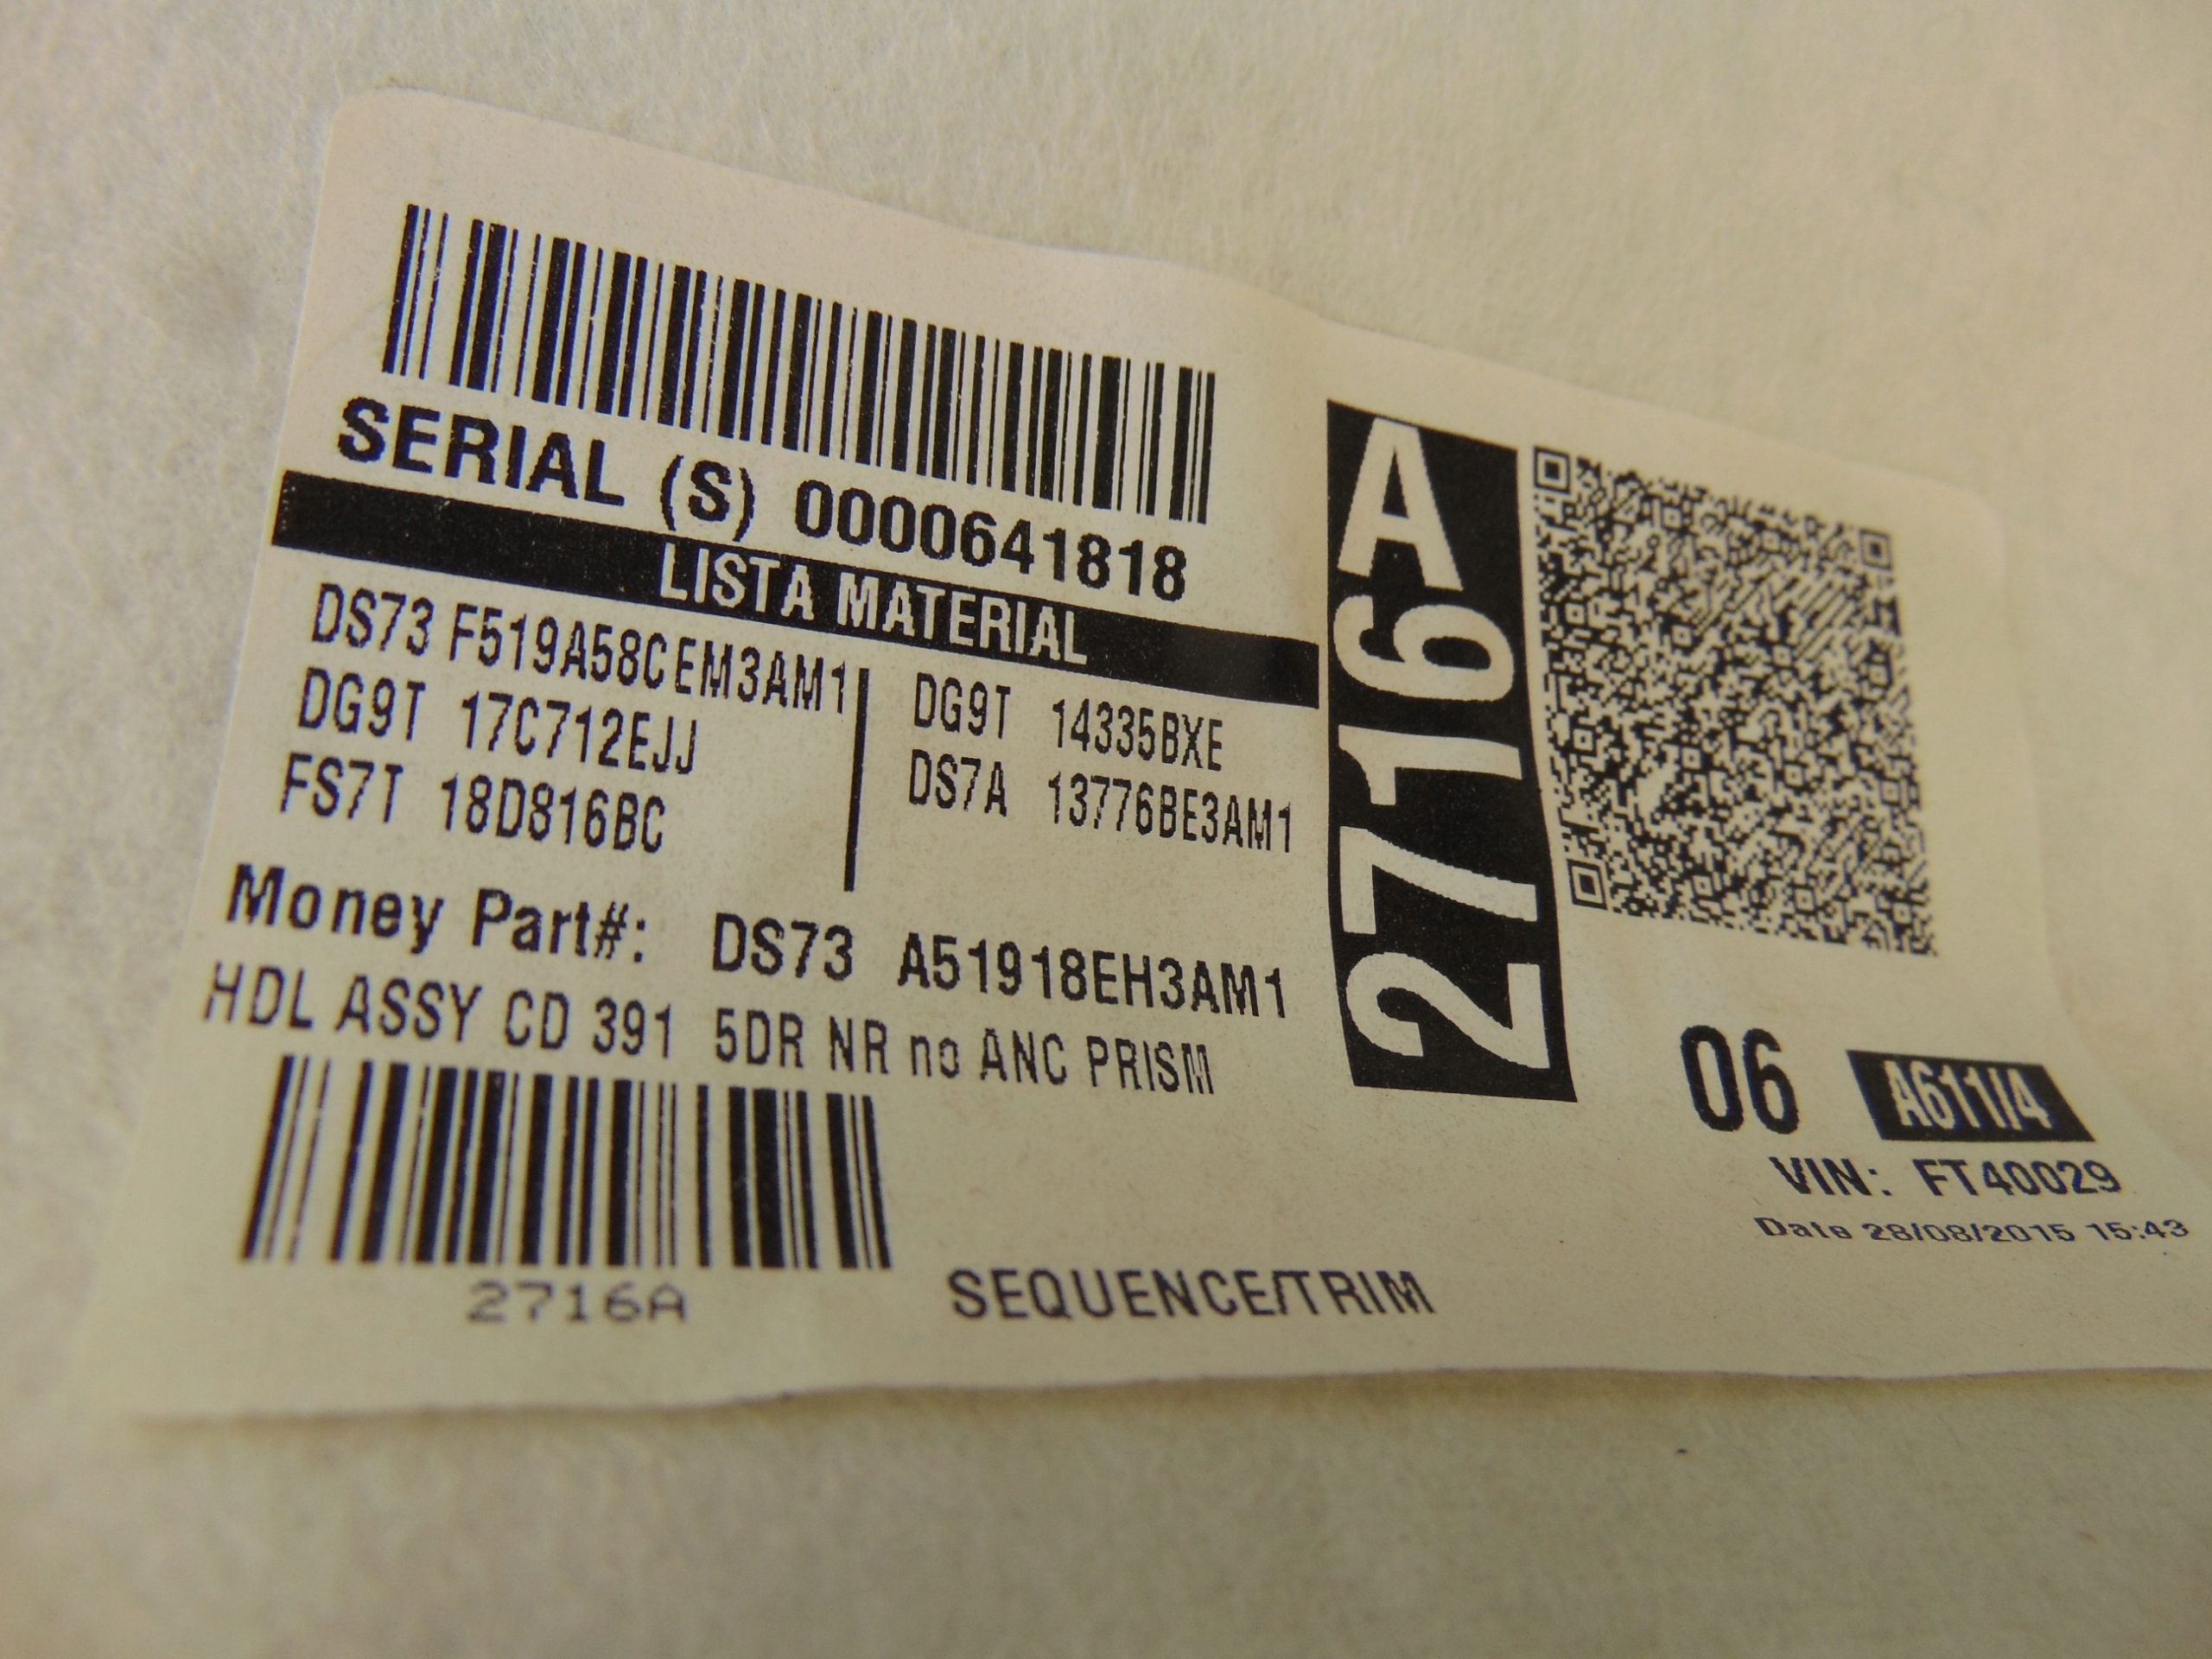 SERIAL (S) 0000641818
LISTA MATERIAL
DS73 F519A58CEM3AM1
DG9T 17C712EJJ
FS7T 18D816BC
DG9T 14335BXE
DS7A 13776BE3AM1
Money Part#: DS73 A51918EH3AM1
HDL ASSY CD 391 5DR NR no ANC PRISM
2716A
SEQUENCE/TRIM
2716A
06 A611/4
VIN: FT40029
Date 28/08/2015 15:43